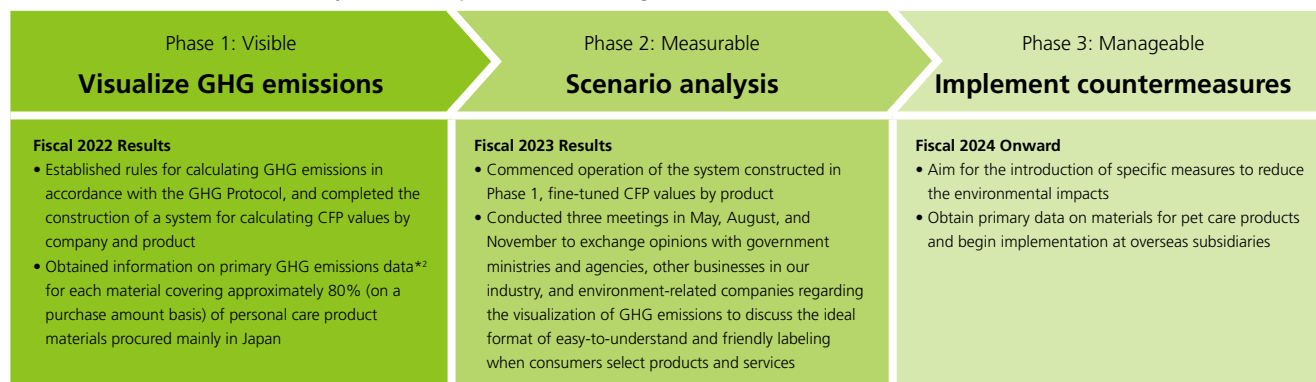 Phase 1: Visible
Visualize GHG emissions
Phase 2: Measurable
Scenario analysis
Phase 3: Manageable
Implement countermeasures
Fiscal 2022 Results
• Established rules for calculating GHG emissions in
accordance with the GHG Protocol, and completed the
construction of a system for calculating CFP values by
company and product
• Obtained information on primary GHG emissions data*2
for each material covering approximately 80% (on a
purchase amount basis) of personal care product
materials procured mainly in Japan
Fiscal 2023 Results
• Commenced operation of the system constructed in
Phase 1, fine-tuned CFP values by product
• Conducted three meetings in May, August, and
November to exchange opinions with government
ministries and agencies, other businesses in our
industry, and environment-related companies regarding
the visualization of GHG emissions to discuss the ideal
format of easy-to-understand and friendly labeling
when consumers select products and services
Fiscal 2024 Onward
• Aim for the introduction of specific measures to reduce
the environmental impacts
• Obtain primary data on materials for pet care products
and begin implementation at overseas subsidiaries